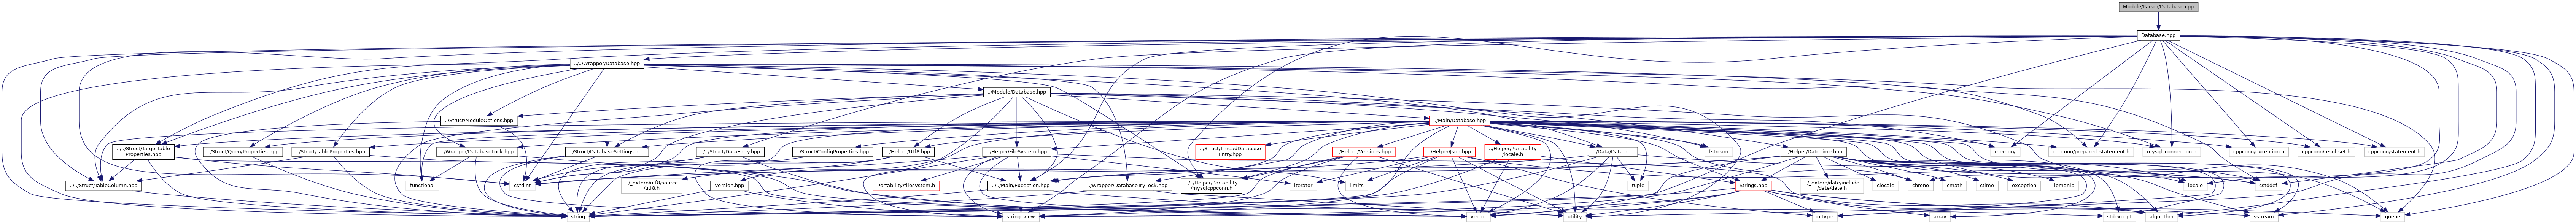 Module/Parser/Database.cpp
Database.hpp
../../Wrapper/Database.hpp
../Module/Database.hpp
../Struct/ModuleOptions.hpp
../Main/Database.hpp
../../Struct/TargetTable
Properties.hpp
../Struct/QueryProperties.hpp
../Struct/TableProperties.hpp
../Wrapper/DatabaseLock.hpp
../Struct/DatabaseSettings.hpp
../Struct/DataEntry.hpp
../Struct/ConfigProperties.hpp
../Helper/Utf8.hpp
../Helper/FileSystem.hpp
../Struct/ThreadDatabase
Entry.hpp
../Helper/Versions.hpp
../Helper/Json.hpp
../Helper/Portability
/locale.h
../Data/Data.hpp
fstream
../Helper/DateTime.hpp
memory
cppconn/prepared_statement.h
mysql_connection.h
cppconn/exception.h
cppconn/resultset.h
cppconn/statement.h
../../Struct/TableColumn.hpp
functional
cstdint
../_extern/utf8/source
/utf8.h
Version.hpp
Portability/filesystem.h
../../Main/Exception.hpp
../Wrapper/DatabaseTryLock.hpp
../../Helper/Portability
/mysqlcppconn.h
iterator
limits
tuple
Strings.hpp
../_extern/date/include
/date/date.h
clocale
chrono
cmath
ctime
exception
iomanip
locale
cstddef
string
string_view
vector
utility
cctype
array
stdexcept
algorithm
sstream
queue